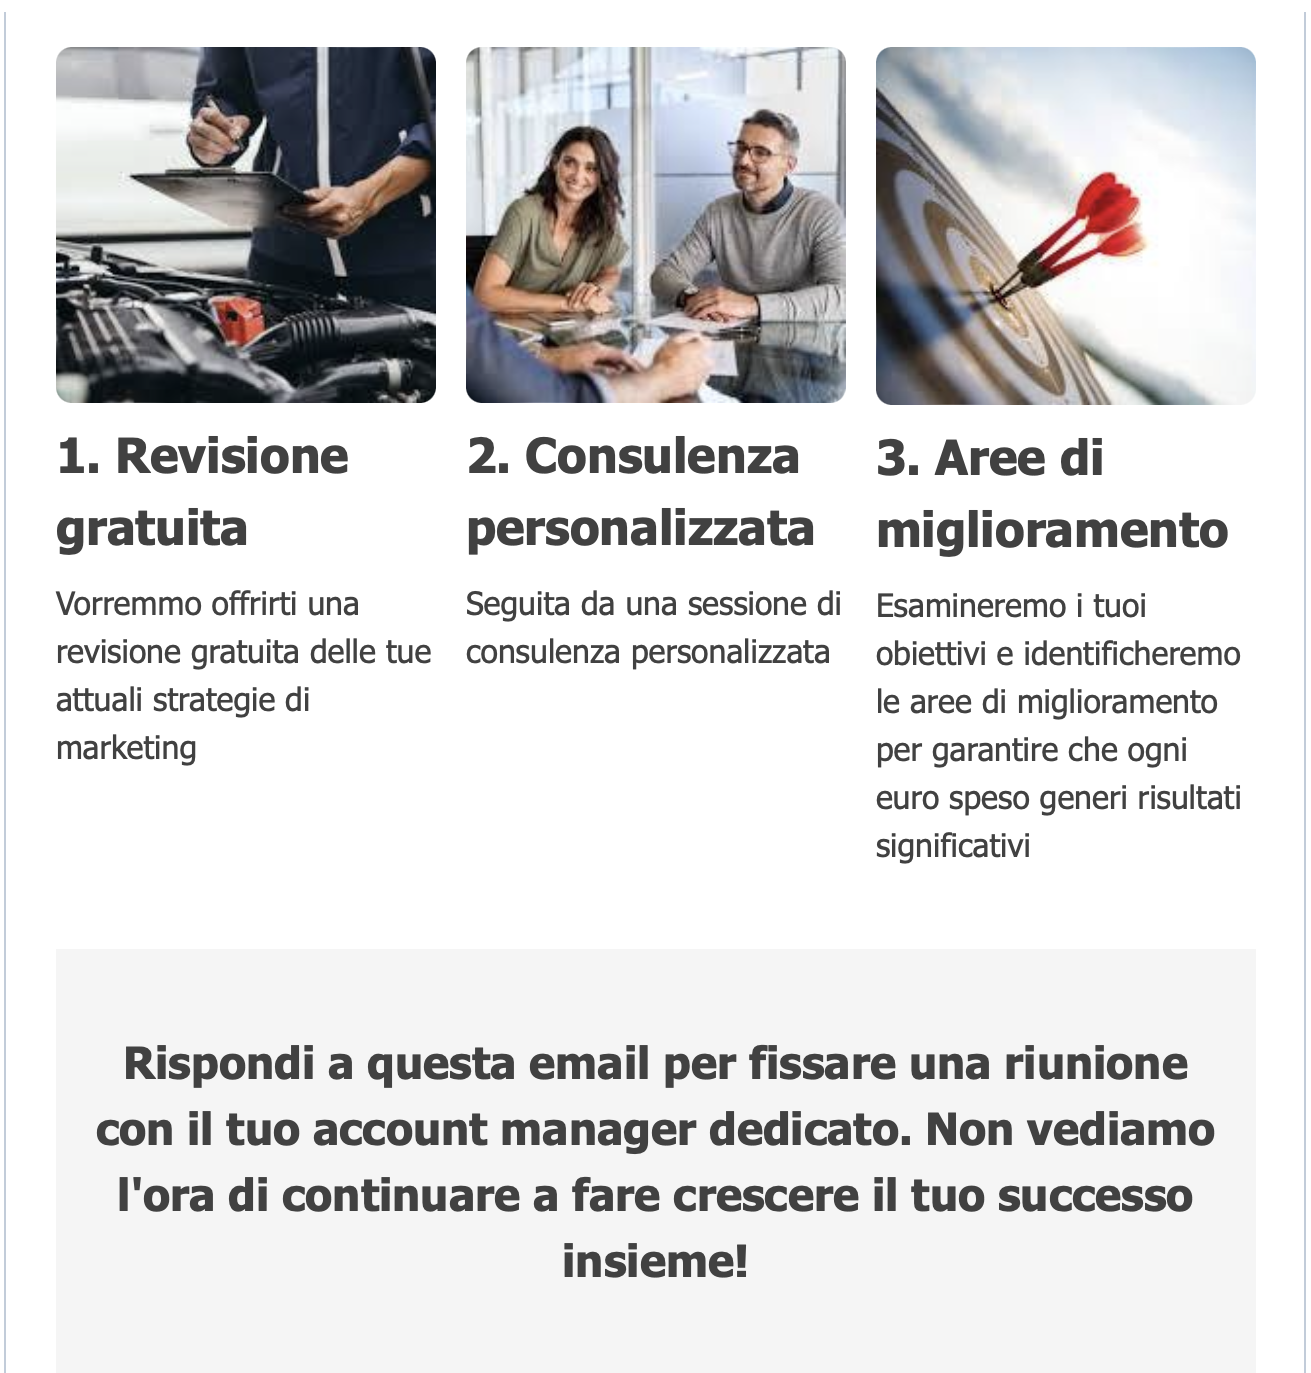 1. Revisione
gratuita
Vorremmo offrirti una
revisione gratuita delle tue
attuali strategie di
marketing
2. Consulenza
personalizzata
Seguita da una sessione di
consulenza personalizzata
3. Aree di
miglioramento
Esamineremo i tuoi
obiettivi e identificheremo
le aree di miglioramento
per garantire che ogni
euro speso generi risultati
significativi
Rispondi a questa email per fissare una riunione
con il tuo account manager dedicato. Non vediamo
l'ora di continuare a fare crescere il tuo successo
insieme!